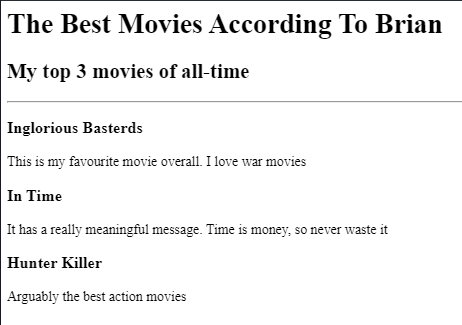 The Best Movies According To Brian
My top 3 movies of all-time
Inglorious Basterds
This is my favourite movie overall. I love war movies
In Time
It has a really meaningful message. Time is money, so never waste it
Hunter Killer
Arguably the best action movies